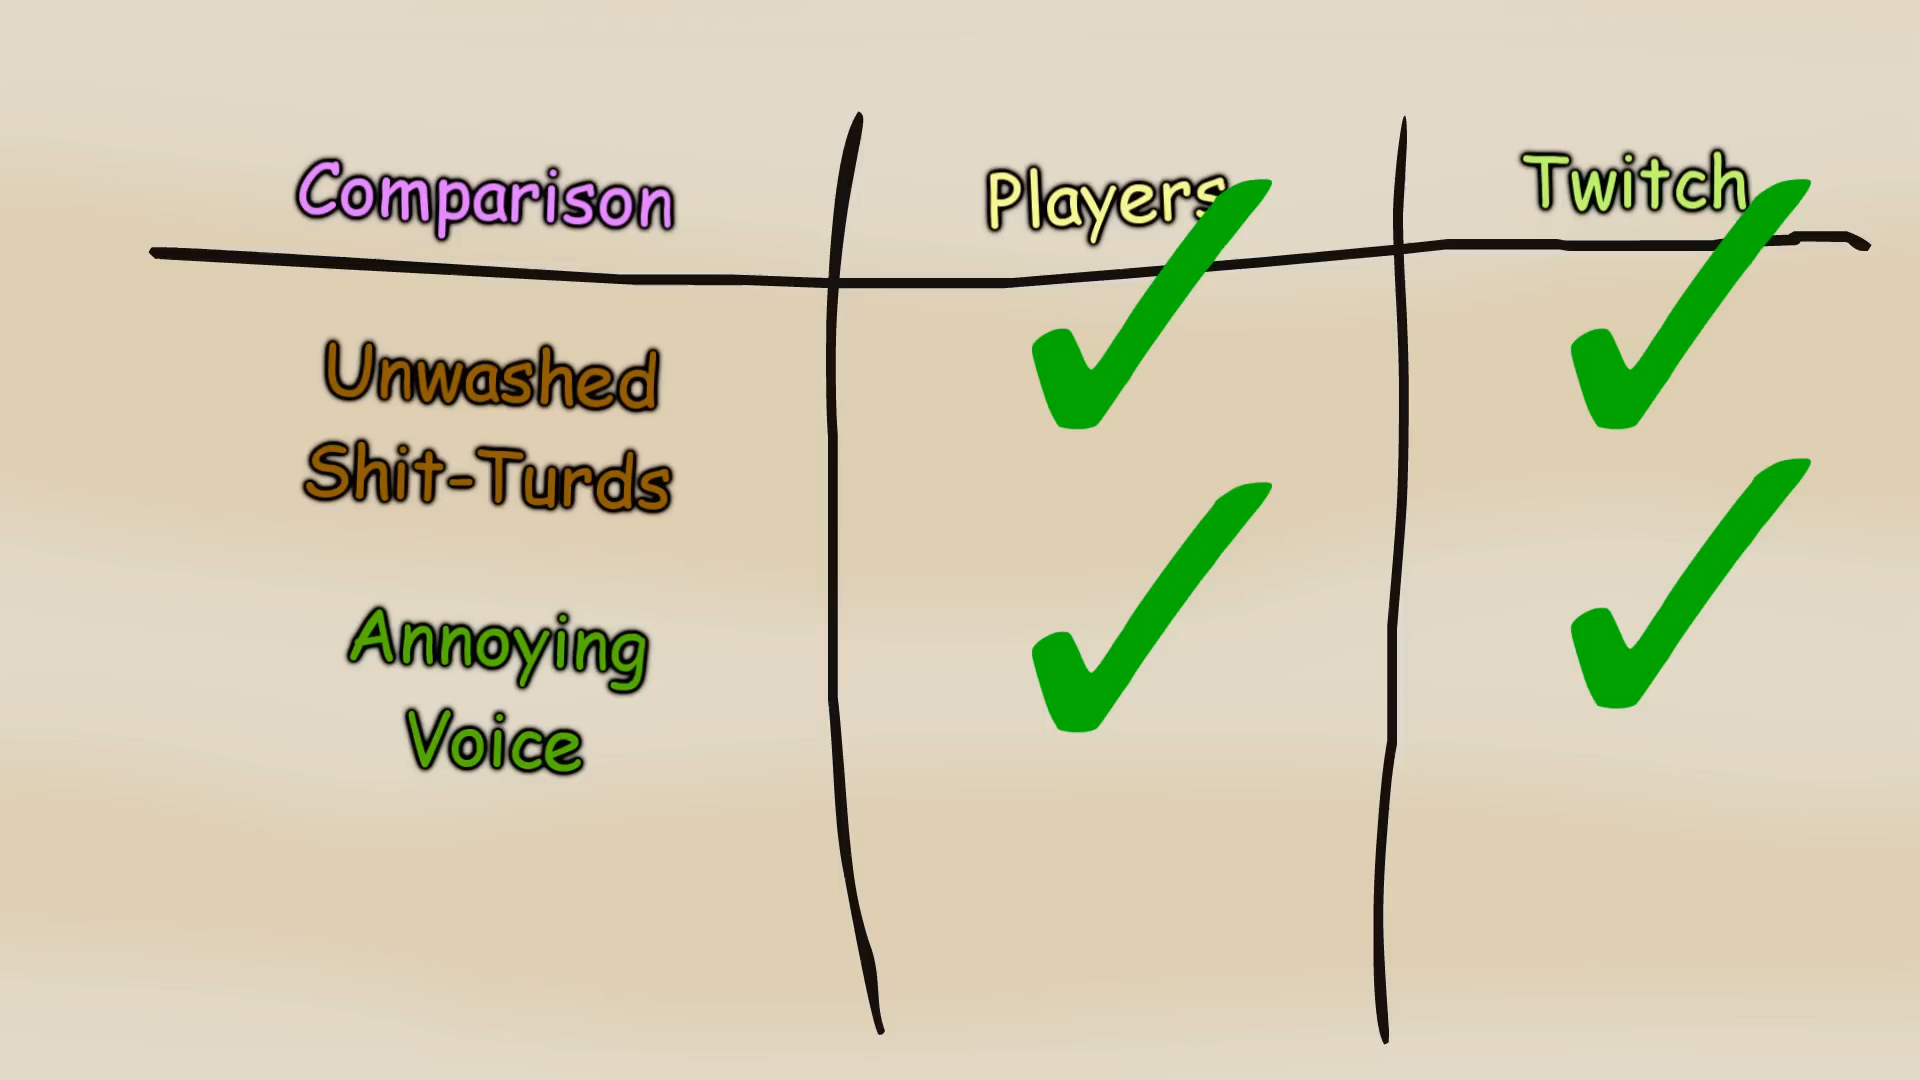 Comparison
Players
Twitch
Unwashed
Shit-Turds
Annoying
Voice